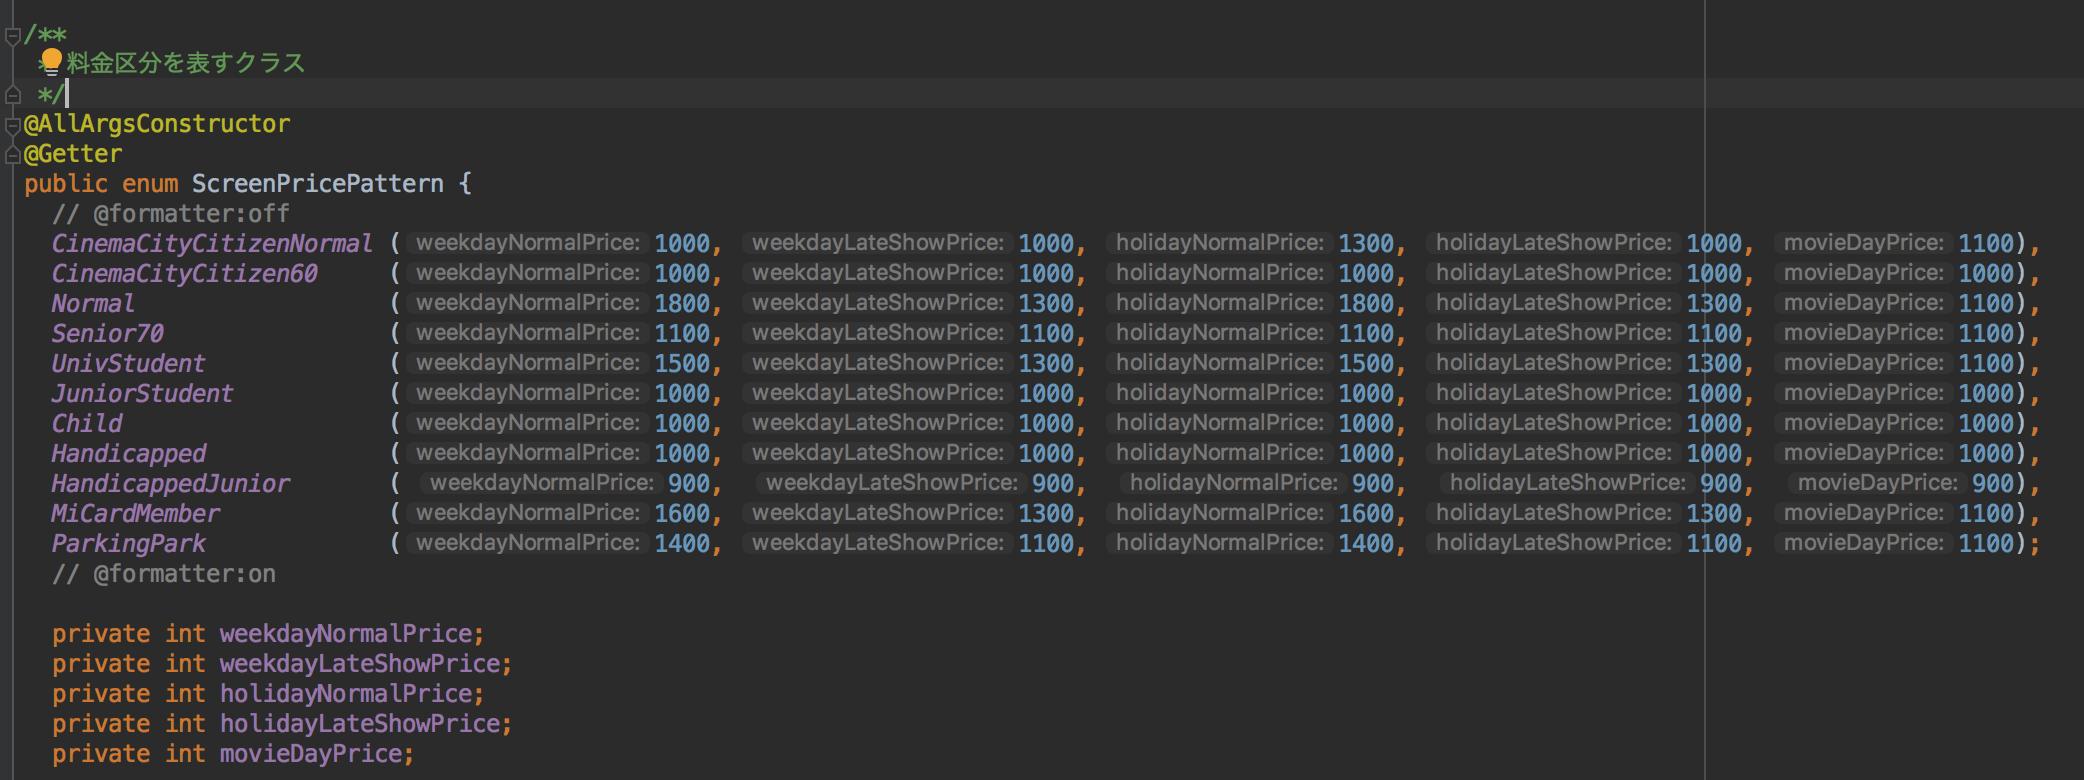 /**
* 料金区分を表すクラス
*/
@AllArgsConstructor
@Getter
public enum ScreenPricePattern {
// @formatter:off
CinemaCityCitizenNormal ( weekdayNormalPrice: 1000, weekdayLateShowPrice: 1000, holidayNormalPrice: 1300, holidayLateShowPrice: 1000, movieDayPrice: 1100),
CinemaCityCitizen60 ( weekdayNormalPrice: 1000, weekdayLateShowPrice: 1000, holidayNormalPrice: 1000, holidayLateShowPrice: 1000, movieDayPrice: 1000),
Normal ( weekdayNormalPrice: 1800, weekdayLateShowPrice: 1300, holidayNormalPrice: 1800, holidayLateShowPrice: 1300, movieDayPrice: 1100),
Senior70 ( weekdayNormalPrice: 1100, weekdayLateShowPrice: 1100, holidayNormalPrice: 1100, holidayLateShowPrice: 1100, movieDayPrice: 1100),
UnivStudent ( weekdayNormalPrice: 1500, weekdayLateShowPrice: 1300, holidayNormalPrice: 1500, holidayLateShowPrice: 1300, movieDayPrice: 1100),
JuniorStudent ( weekdayNormalPrice: 1000, weekdayLateShowPrice: 1000, holidayNormalPrice: 1000, holidayLateShowPrice: 1000, movieDayPrice: 1000),
Child ( weekdayNormalPrice: 1000, weekdayLateShowPrice: 1000, holidayNormalPrice: 1000, holidayLateShowPrice: 1000, movieDayPrice: 1000),
Handicapped ( weekdayNormalPrice: 1000, weekdayLateShowPrice: 1000, holidayNormalPrice: 1000, holidayLateShowPrice: 1000, movieDayPrice: 1000),
HandicappedJunior ( weekdayNormalPrice: 900, weekdayLateShowPrice: 900, holidayNormalPrice: 900, holidayLateShowPrice: 900, movieDayPrice: 900),
MiCardMember ( weekdayNormalPrice: 1600, weekdayLateShowPrice: 1300, holidayNormalPrice: 1600, holidayLateShowPrice: 1300, movieDayPrice: 1100),
ParkingPark ( weekdayNormalPrice: 1400, weekdayLateShowPrice: 1100, holidayNormalPrice: 1400, holidayLateShowPrice: 1100, movieDayPrice: 1100);
// @formatter:on
private int weekdayNormalPrice;
private int weekdayLateShowPrice;
private int holidayNormalPrice;
private int holidayLateShowPrice;
private int movieDayPrice;